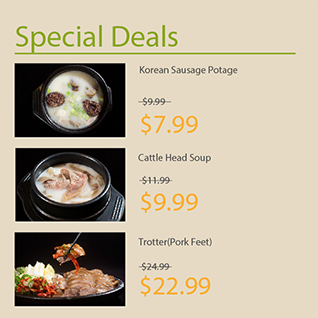 Special Deals
Korean Sausage Potage
$9.99
$7.99
Cattle Head Soup
$11.99
$9.99
Trotter(Pork Feet)
$24.99
$22.99